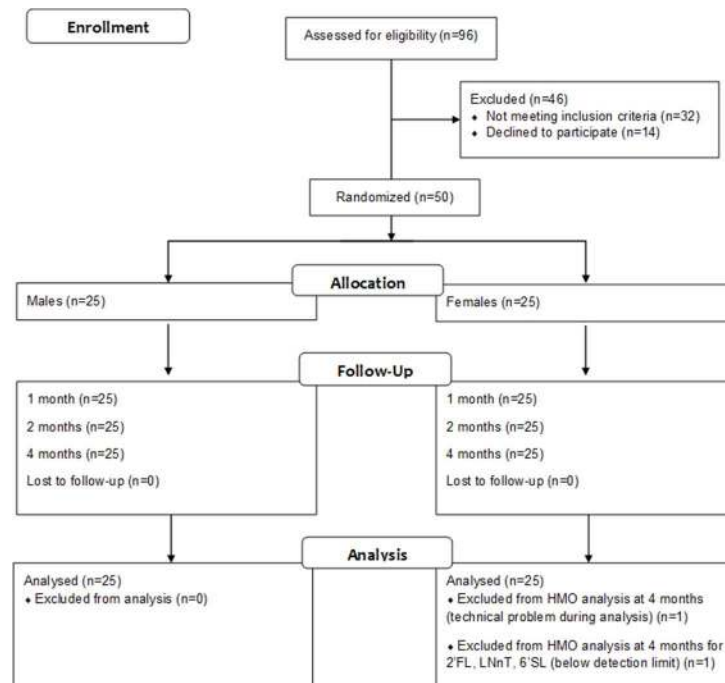 Enrollment
Assessed for eligibility (n=96)
Excluded (n=46)
♦ Not meeting inclusion criteria (n=32)
♦ Declined to participate (n=14)
Randomized (n=50)
Allocation
Males (n=25)
Females (n=25)
Follow-Up
1 month (n=25)
2 months (n=25)
4 months (n=25)
Lost to follow-up (n=0)
1 month (n=25)
2 months (n=25)
4 months (n=25)
Lost to follow-up (n=0)
Analysis
Analysed (n=25)
♦ Excluded from analysis (n=0)
Analysed (n=25)
♦ Excluded from HMO analysis at 4 months
(technical problem during analysis) (n=1)
♦ Excluded from HMO analysis at 4 months for
2'FL, LNnT, 6'SL (below detection limit) (n=1)